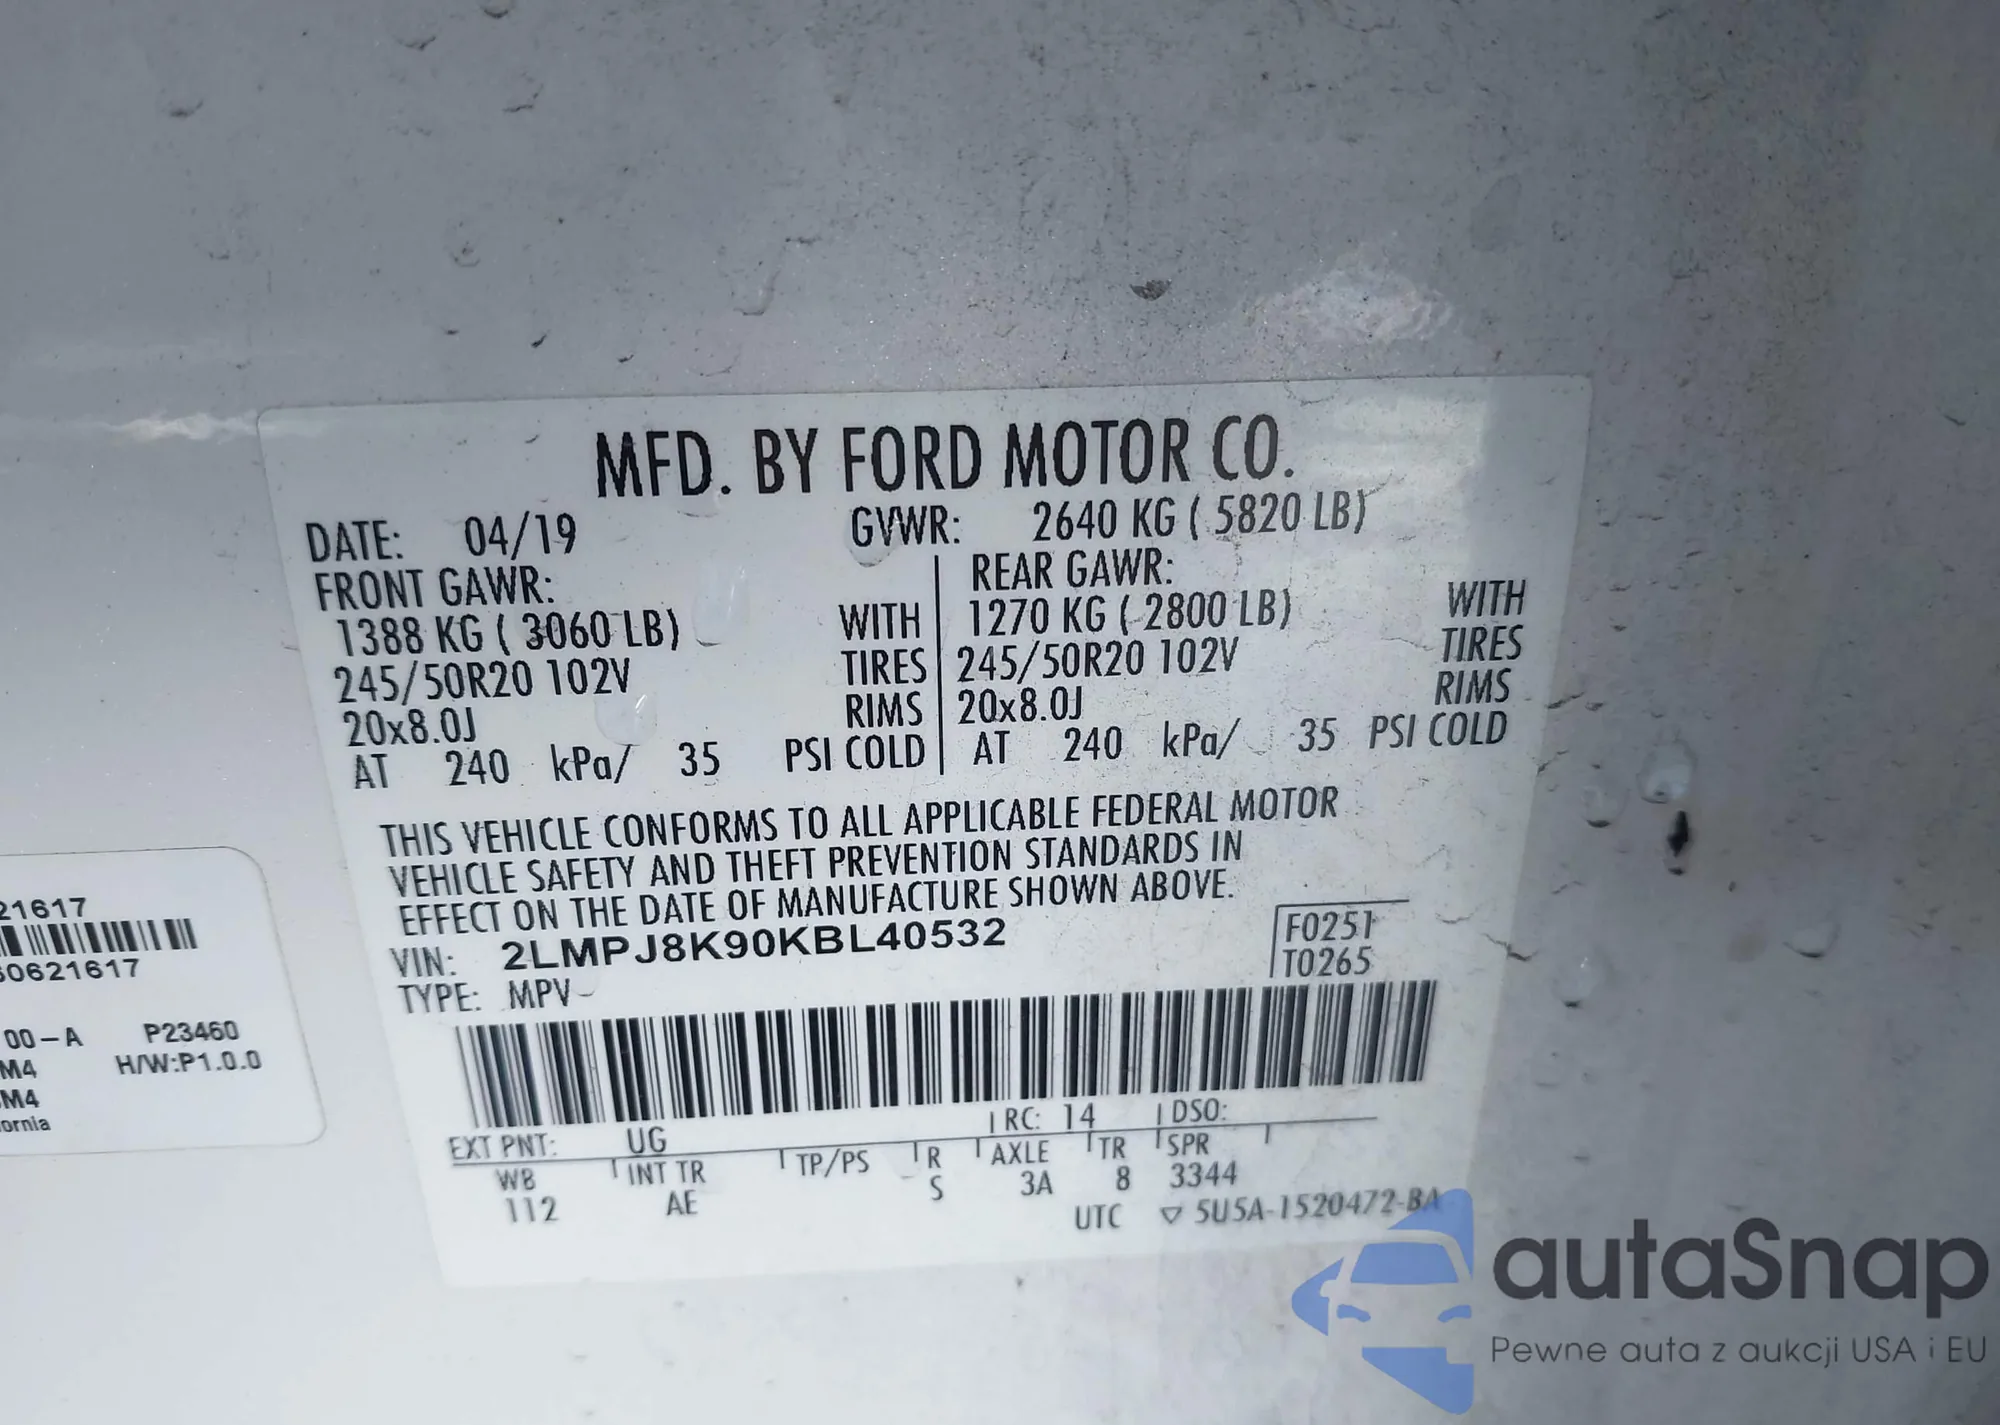 MFD. BY FORD MOTOR CO.
DATE: 04/19 GVWR: 2640 KG ( 5820 LB)
FRONT GAWR: REAR GAWR:
1388 KG ( 3060 LB) WITH 1270 KG ( 2800 LB) WITH
245/50R20 102V TIRES 245/50R20 102V TIRES
20x8.0J RIMS 20x8.0J RIMS
AT 240 kPa/ 35 PSI COLD AT 240 kPa/ 35 PSI COLD
THIS VEHICLE CONFORMS TO ALL APPLICABLE FEDERAL MOTOR
VEHICLE SAFETY AND THEFT PREVENTION STANDARDS IN
EFFECT ON THE DATE OF MANUFACTURE SHOWN ABOVE.
VIN: 2LMPJ8K90KBL40532 F0251
TYPE: MPV T0265
EXT PNT: UG RC: 14 DSO:
WB INT TR TP/PS R AXLE TR SPR
112 AE S 3A 8 3344
UTC ▽ 5U5A-1520472-BA
21617
60621617
00-A P23460
M4 H/W:P1.0.0
M4
ornia
autaSnap
Pewne auta z aukcji USA i EU